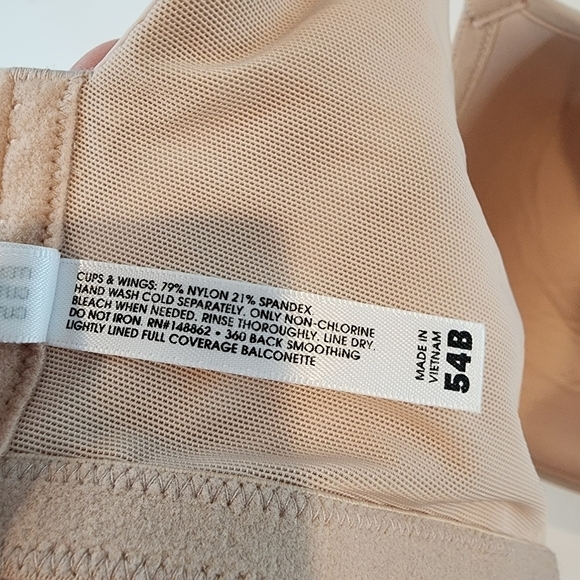 CUPS & WINGS: 79% NYLON 21% SPANDEX
HAND WASH COLD SEPARATELY. ONLY NON-CHLORINE
BLEACH WHEN NEEDED. RINSE THOROUGHLY. LINE DRY.
DO NOT IRON. RN#148862 • 360 BACK SMOOTHING
LIGHTLY LINED FULL COVERAGE BALCONETTE
MADE IN
VIETNAM
54B